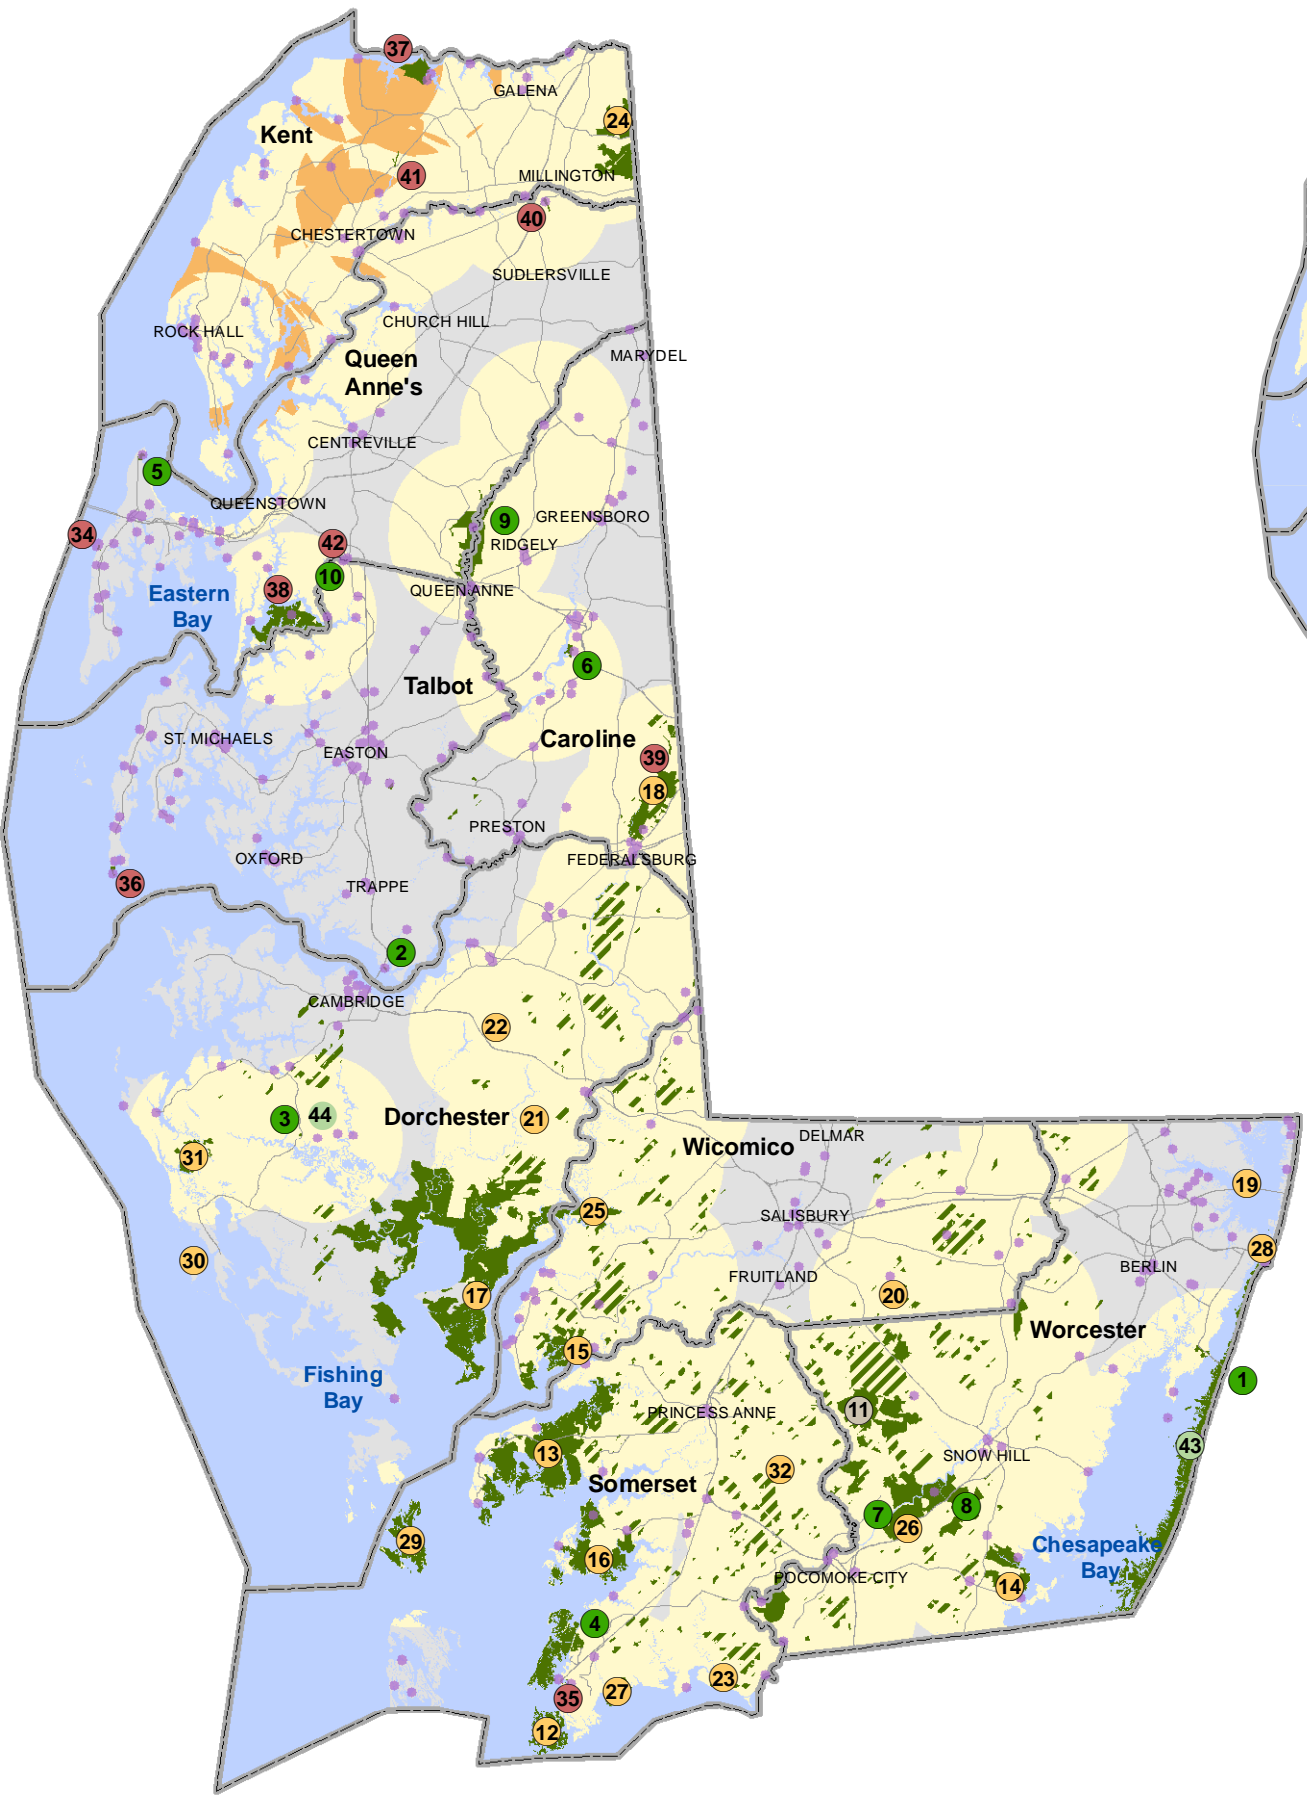 37
GALENA
24
Kent
41
MILLINGTON
40
CHESTERTOWN
SUDLERSVILLE
CHURCH HILL
ROCK HALL
MARYDEL
Queen
Anne's
CENTREVILLE
5
QUEENSTOWN
9
GREENSBORO
34
42
RIDGELY
10
38
QUEEN ANNE
Eastern
Bay
6
Talbot
ST. MICHAELS
Caroline
EASTON
39
18
PRESTON
OXFORD
FEDERALSBURG
36
TRAPPE
2
CAMBRIDGE
22
3
44
Dorchester
21
Wicomico
DELMAR
31
19
25
SALISBURY
28
30
BERLIN
FRUITLAND
17
20
Worcester
15
Fishing
Bay
1
11
PRINCESS ANNE
43
13
SNOW HILL
32
Somerset
7
8
26
29
Chesapeake
Bay
16
POCOMOKE CITY
14
4
23
27
35
12